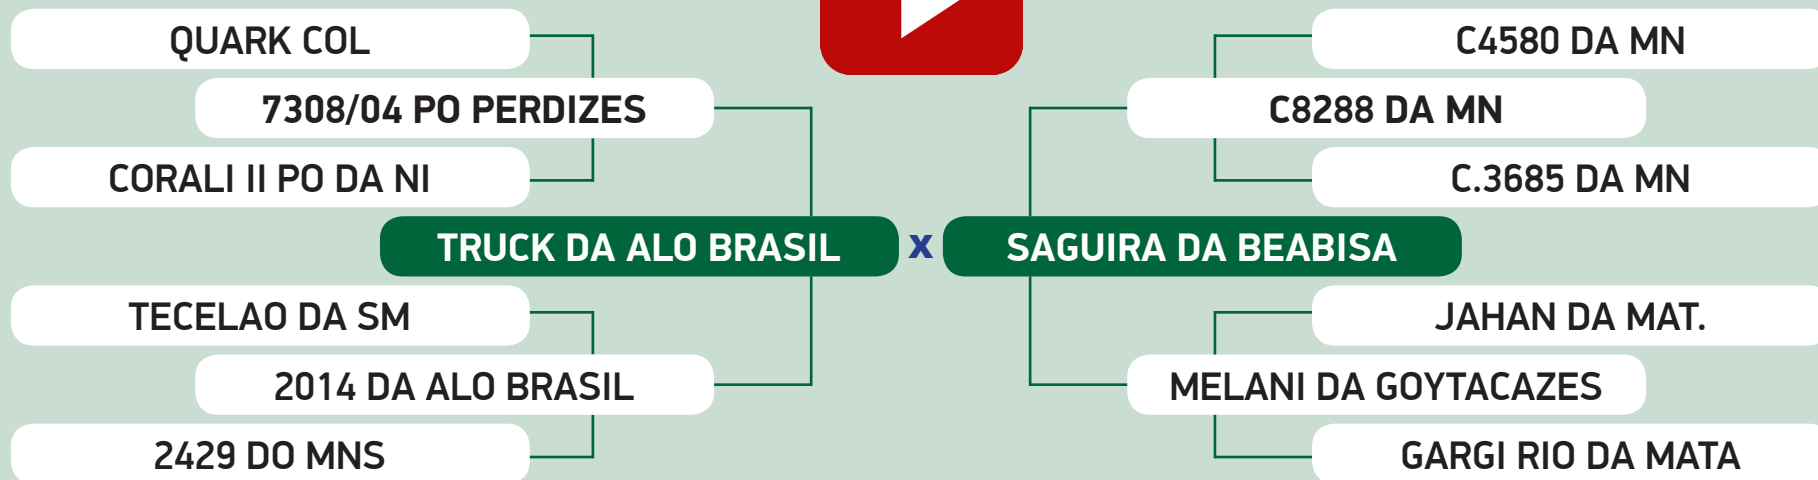 QUARK COL
7308/04 PO PERDIZES
CORALI II PO DA NI
TRUCK DA ALO BRASIL
TECELAO DA SM
2014 DA ALO BRASIL
2429 DO MNS
x
C4580 DA MN
C8288 DA MN
C.3685 DA MN
SAGUIRA DA BEABISA
JAHAN DA MAT.
MELANI DA GOYTACAZES
GARGI RIO DA MATA